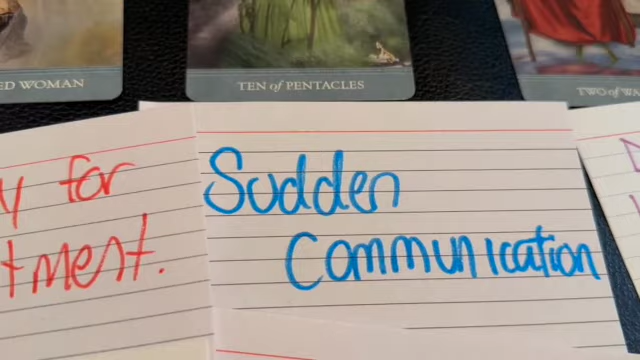 ED WOMAN
TEN of PENTACLES
TWO of WA
y for
tment.
Sudden
Communication